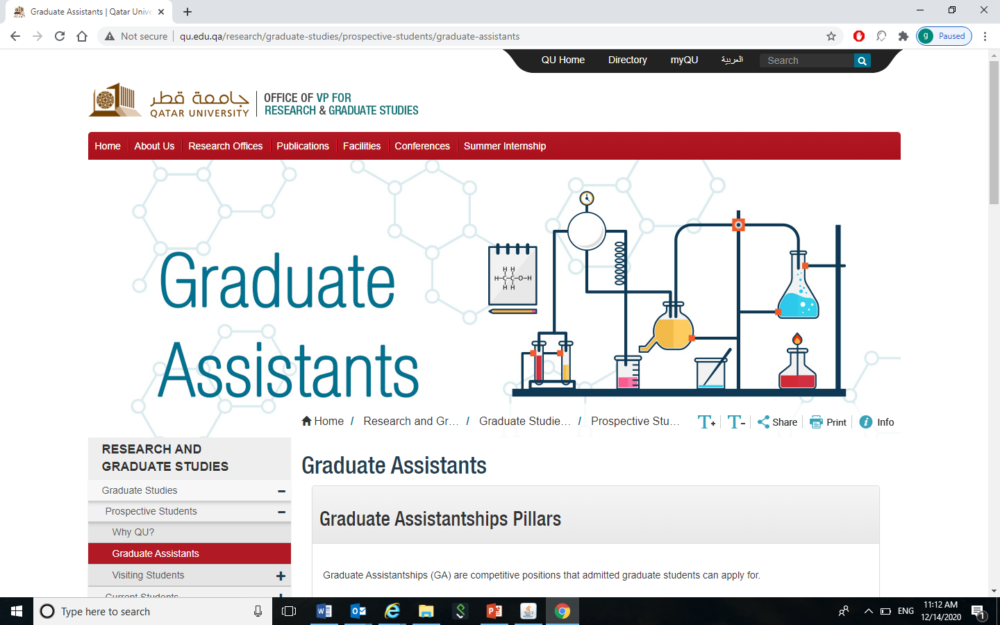 Graduate Assistants | Qatar Unive
Not secure
qu.edu.qa/research/graduate-studies/prospective-students/graduate-assistants
g Paused
QU Home Directory myQU العربية Search
جامعة قطر
QATAR UNIVERSITY
OFFICE OF VP FOR
RESEARCH & GRADUATE STUDIES
Home About Us Research Offices Publications Facilities Conferences Summer Internship
Graduate
Assistants
H H
H-C-C-O-H
H H
Home / Research and Gr... / Graduate Studie... / Prospective Stu...
T+ T- Share Print i Info
RESEARCH AND
GRADUATE STUDIES
Graduate Studies
Prospective Students
Why QU?
Graduate Assistants
Visiting Students
Current Students
Graduate Assistants
Graduate Assistantships Pillars
Graduate Assistantships (GA) are competitive positions that admitted graduate students can apply for.
Type here to search
ENG
11:12 AM
12/14/2020
1